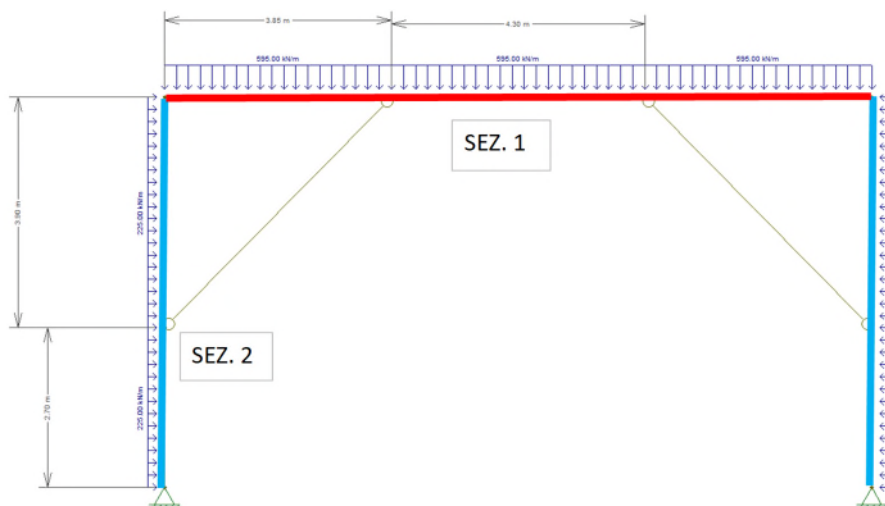 3.85 m
4.30 m
595.00 kN/m 595.00 kN/m 595.00 kN/m
SEZ. 1
3.90 m
225.00 kN/m
SEZ. 2
2.70 m
225.00 kN/m